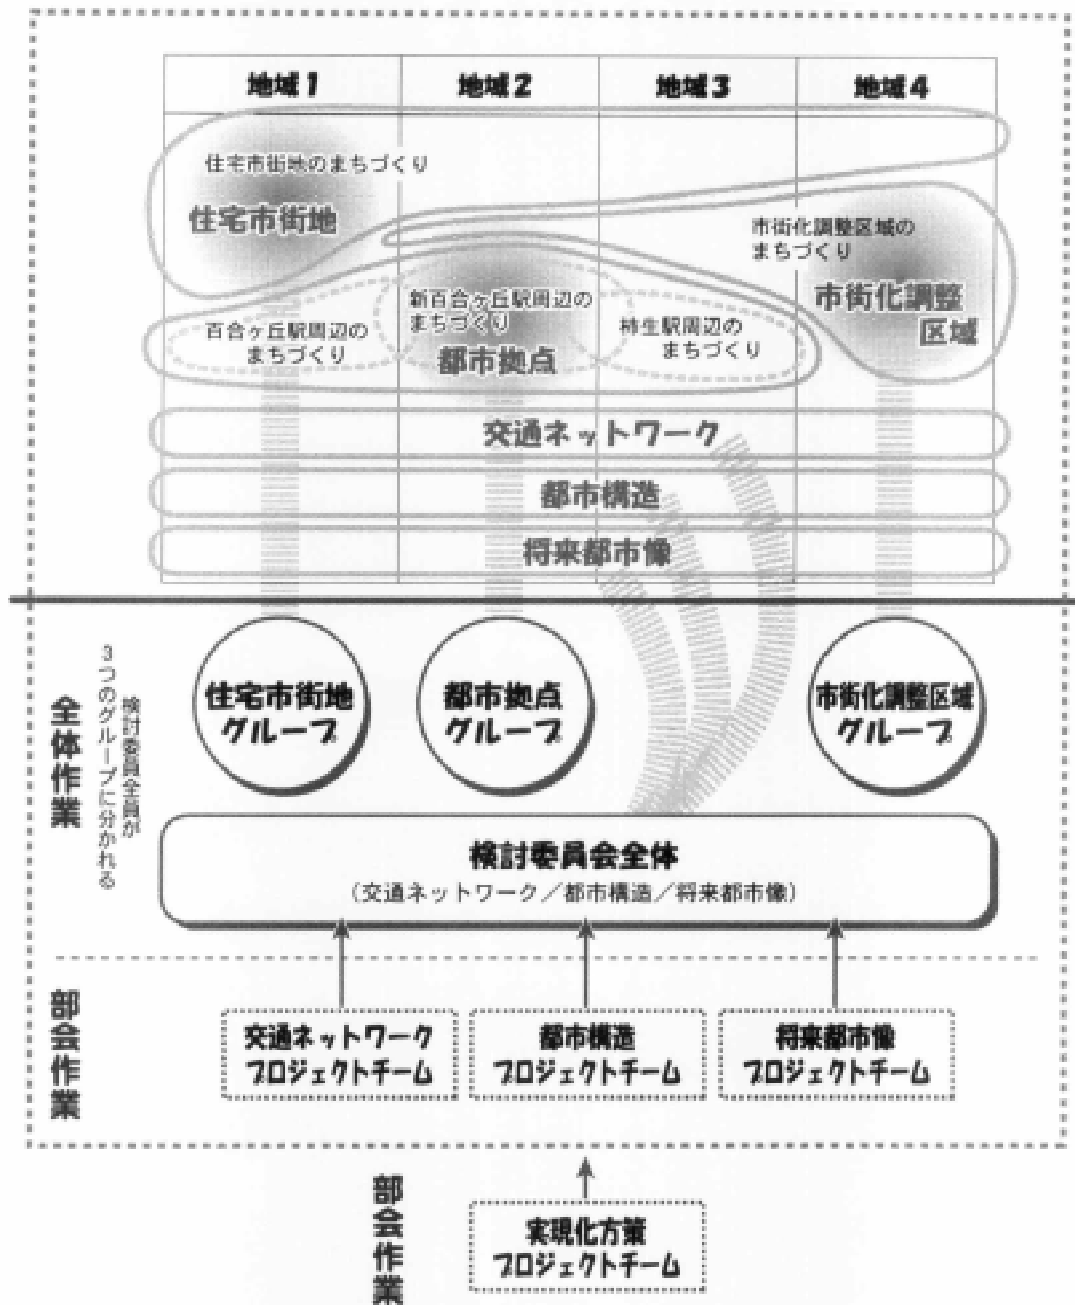 地域1
地域2
地域3
地域4
住宅市街地のまちづくり
住宅市街地
市街化調整区域の
まちづくり
市街化調整
区域
新百合ヶ丘駅周辺の
まちづくり
都市拠点
百合ヶ丘駅周辺の
まちづくり
柿生駅周辺の
まちづくり
交通ネットワーク
都市構造
将来都市像
全体作業
検討委員全員が
3つのグループに分かれる
住宅市街地
グループ
都市拠点
グループ
市街化調整区域
グループ
検討委員会全体
(交通ネットワーク/都市構造/将来都市像)
部会作業
交通ネットワーク
プロジェクトチーム
都市構造
プロジェクトチーム
将来都市像
プロジェクトチーム
部会作業
実現化方策
プロジェクトチーム